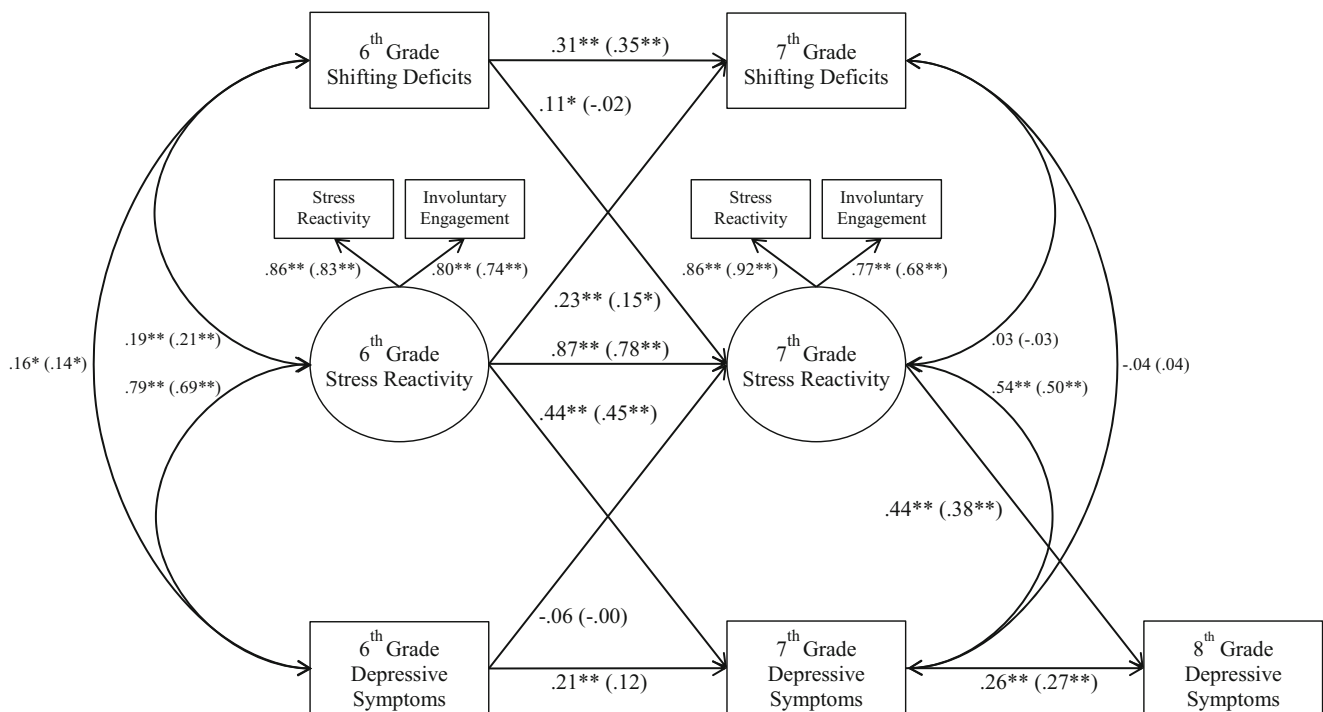 6th Grade
Shifting Deficits
.31** (.35**)
7th Grade
Shifting Deficits
.11* (-.02)
Stress
Reactivity
Involuntary
Engagement
Stress
Reactivity
Involuntary
Engagement
.86** (.83**)
.80** (.74**)
.86** (.92**)
.77** (.68**)
.23** (.15*)
.16* (.14*)
.19** (.21**)
.79** (.69**)
6th Grade
Stress Reactivity
.87** (.78**)
7th Grade
Stress Reactivity
.03 (-.03)
.54** (.50**)
-.04 (.04)
.44** (.45**)
.44** (.38**)
-.06 (-.00)
6th Grade
Depressive
Symptoms
.21** (.12)
7th Grade
Depressive
Symptoms
.26** (.27**)
8th Grade
Depressive
Symptoms